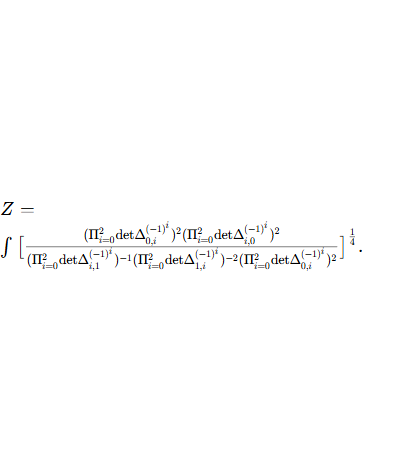 Z =
∫ [ \frac{(Π_{i=0}^{2} det Δ_{0,i}^{(-1)^i})^2 (Π_{i=0}^{2} det Δ_{i,0}^{(-1)^i})^2}{(Π_{i=0}^{2} det Δ_{i,1}^{(-1)^i})^{-1} (Π_{i=0}^{2} det Δ_{1,i}^{(-1)^i})^{-2} (Π_{i=0}^{2} det Δ_{0,i}^{(-1)^i})^2} ]^{\frac{1}{4}} .